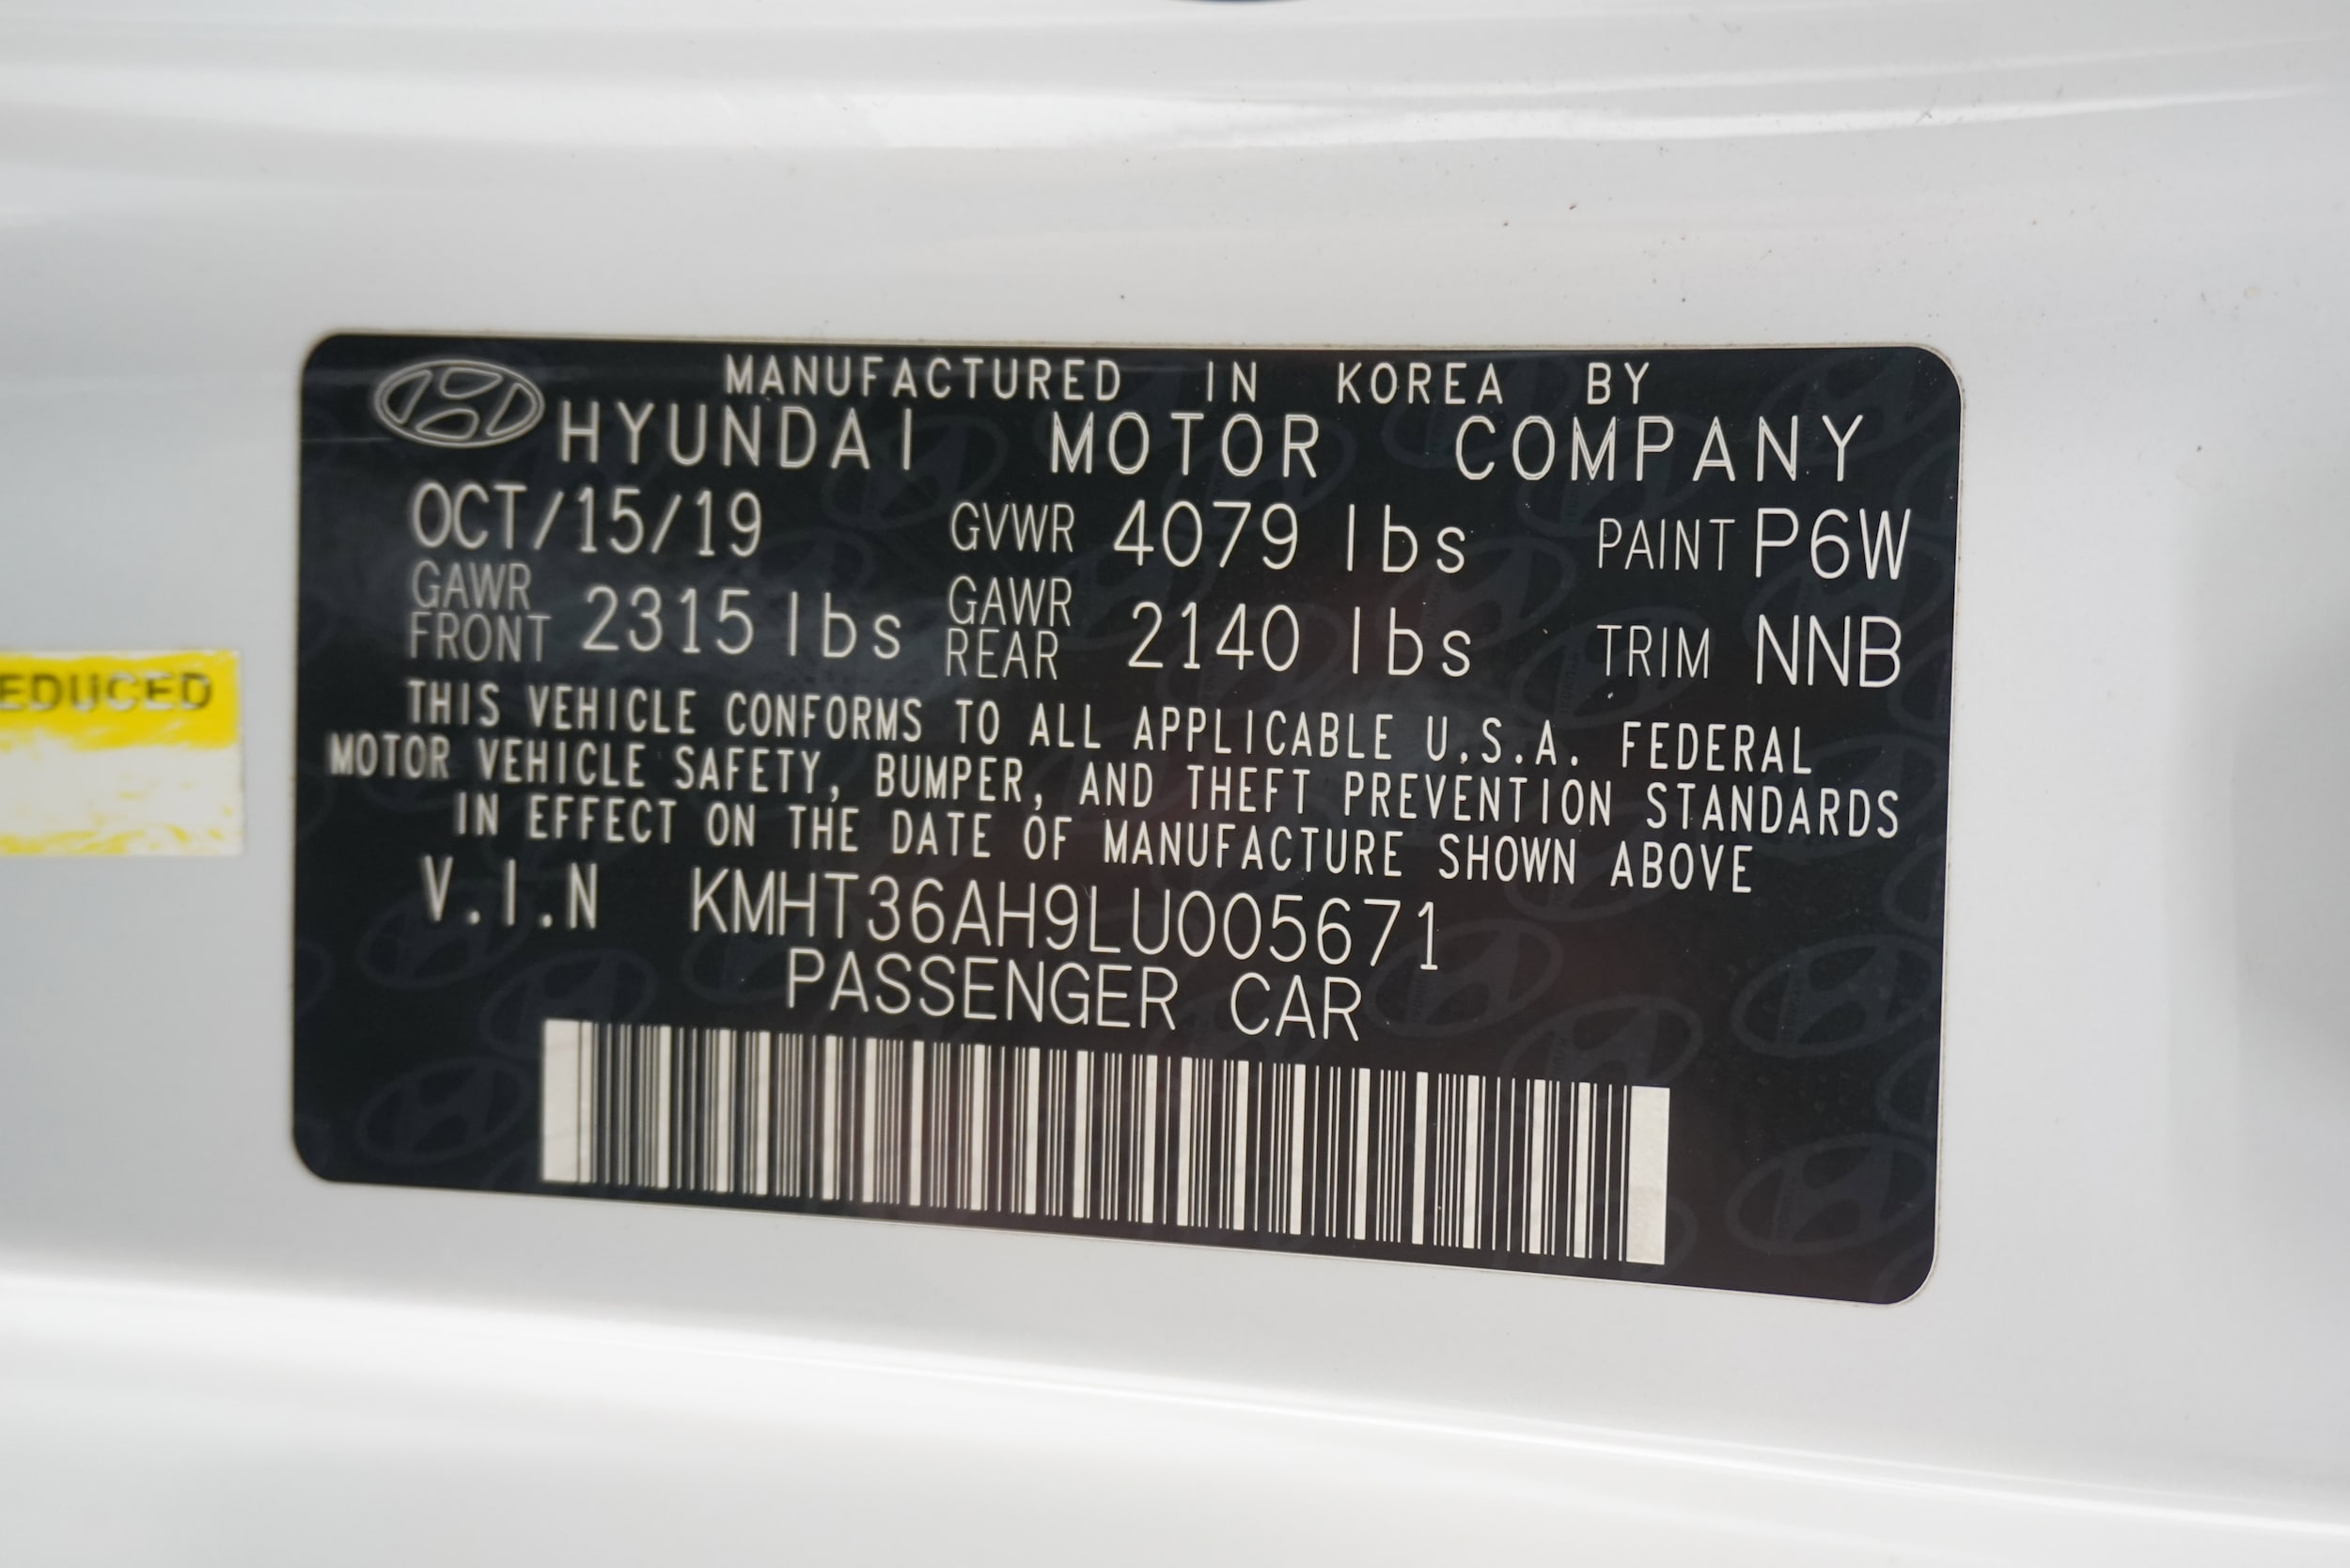 MANUFACTURED IN KOREA BY
HYUNDAI MOTOR COMPANY
OCT/15/19 GVWR 4079 lbs PAINT P6W
GAWR FRONT 2315 lbs GAWR REAR 2140 lbs TRIM NNB
THIS VEHICLE CONFORMS TO ALL APPLICABLE U.S.A. FEDERAL
MOTOR VEHICLE SAFETY, BUMPER, AND THEFT PREVENTION STANDARDS
IN EFFECT ON THE DATE OF MANUFACTURE SHOWN ABOVE
V.I.N KMHT36AH9LU005671
PASSENGER CAR
EDUCED